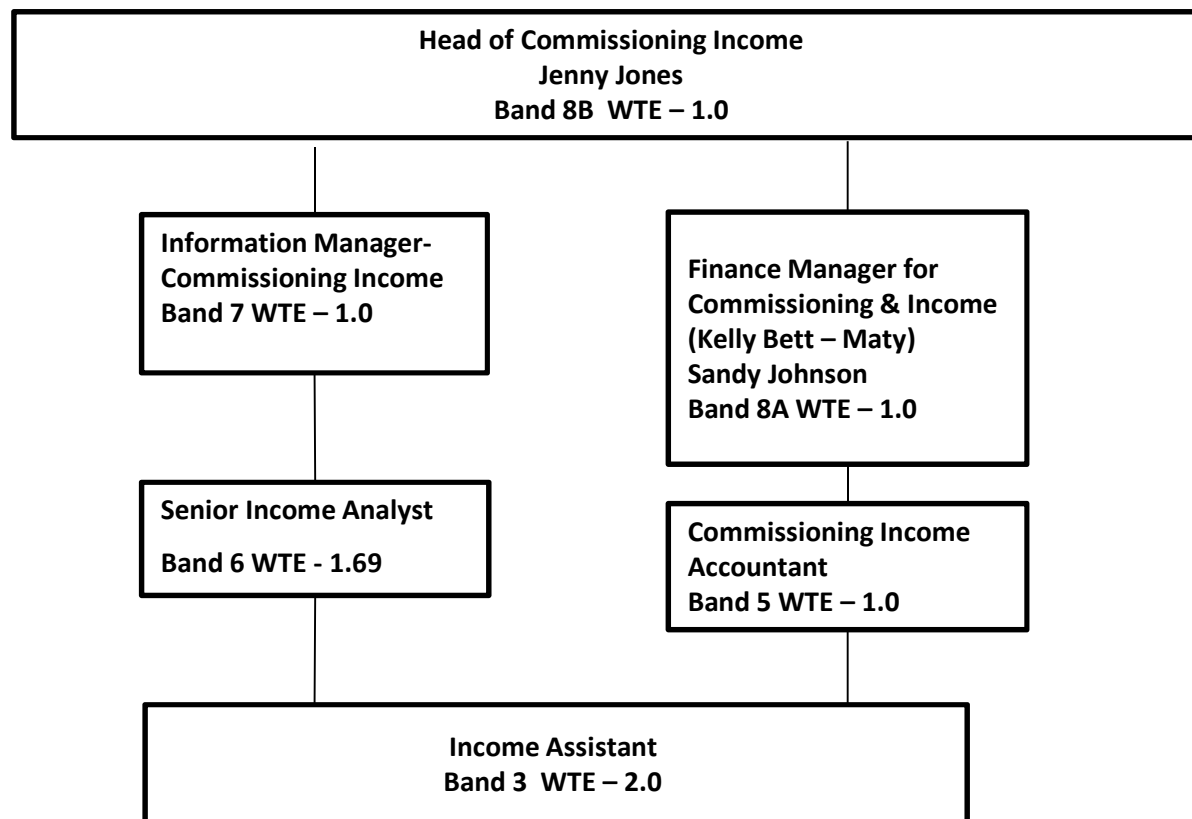 Head of Commissioning Income
Jenny Jones
Band 8B  WTE – 1.0
Information Manager-
Commissioning Income
Band 7 WTE – 1.0
Finance Manager for
Commissioning & Income
(Kelly Bett – Maty)
Sandy Johnson
Band 8A WTE – 1.0
Senior Income Analyst
Band 6 WTE - 1.69
Commissioning Income
Accountant
Band 5 WTE – 1.0
Income Assistant
Band 3  WTE – 2.0